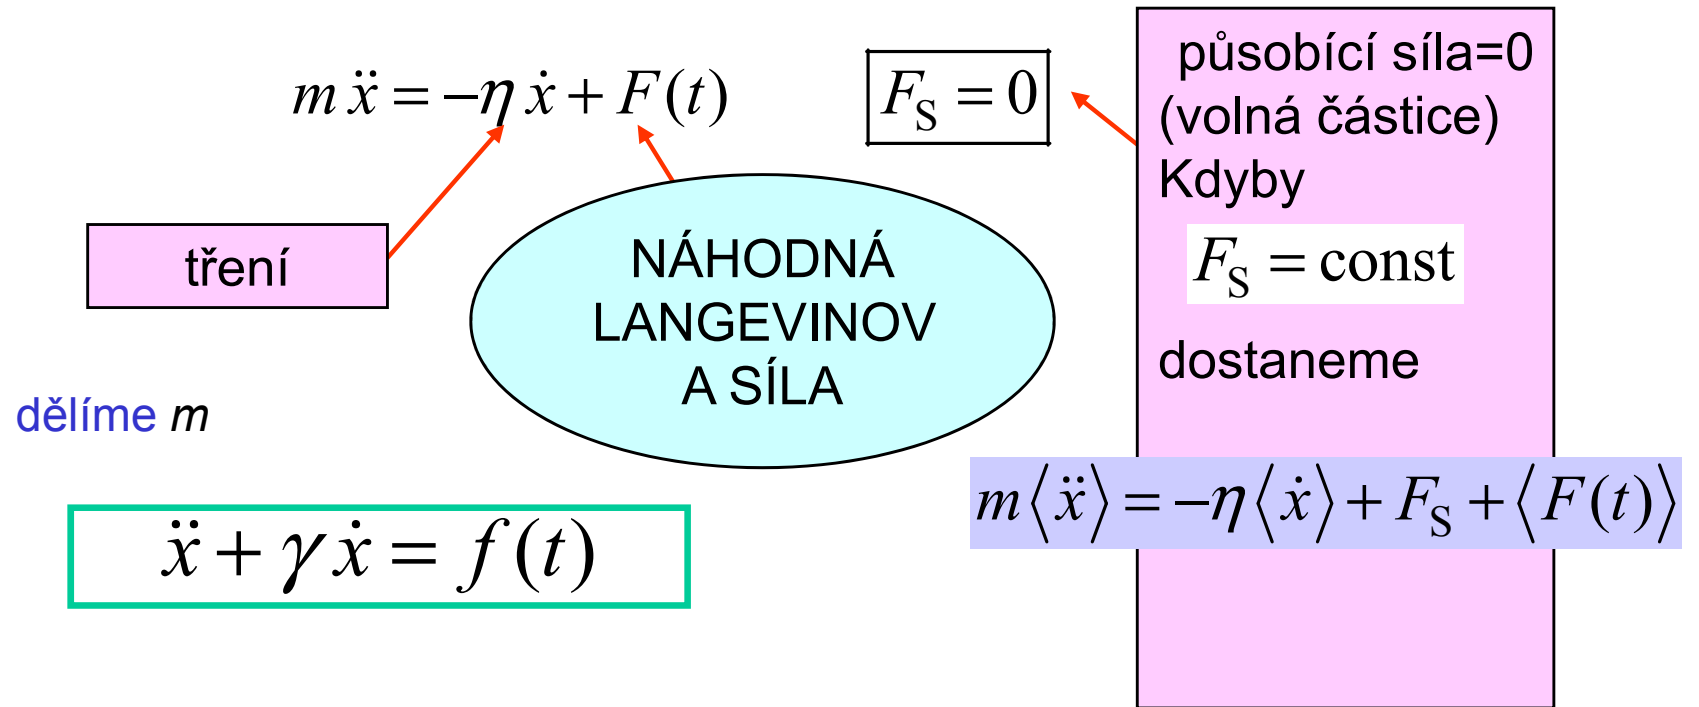 m ẍ = −η ẋ + F(t)
F_S = 0
působící síla=0
(volná částice)
Kdyby
F_S = const
dostaneme
m⟨ẍ⟩ = −η⟨ẋ⟩ + F_S + ⟨F(t)⟩
tření
NÁHODNÁ
LANGEVINOV
A SÍLA
dělíme m
ẍ + γ ẋ = f(t)